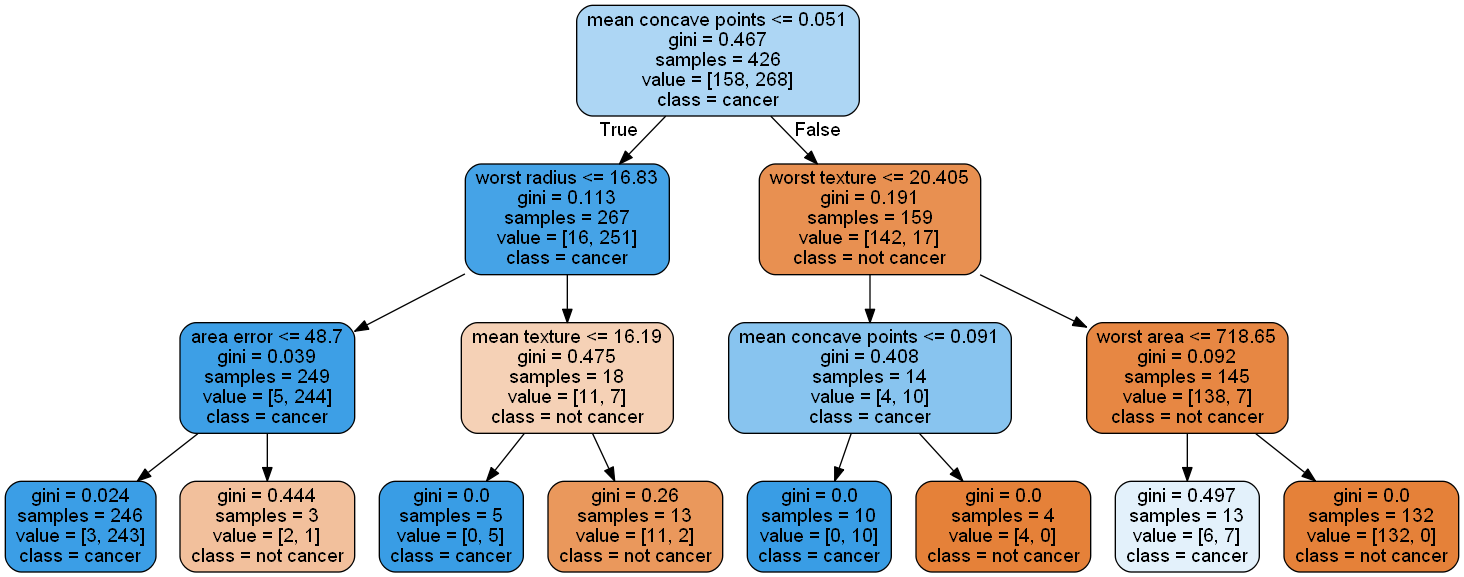 mean concave points <= 0.051
gini = 0.467
samples = 426
value = [158, 268]
class = cancer
True
False
worst radius <= 16.83
gini = 0.113
samples = 267
value = [16, 251]
class = cancer
worst texture <= 20.405
gini = 0.191
samples = 159
value = [142, 17]
class = not cancer
area error <= 48.7
gini = 0.039
samples = 249
value = [5, 244]
class = cancer
mean texture <= 16.19
gini = 0.475
samples = 18
value = [11, 7]
class = not cancer
mean concave points <= 0.091
gini = 0.408
samples = 14
value = [4, 10]
class = cancer
worst area <= 718.65
gini = 0.092
samples = 145
value = [138, 7]
class = not cancer
gini = 0.024
samples = 246
value = [3, 243]
class = cancer
gini = 0.444
samples = 3
value = [2, 1]
class = not cancer
gini = 0.0
samples = 5
value = [0, 5]
class = cancer
gini = 0.26
samples = 13
value = [11, 2]
class = not cancer
gini = 0.0
samples = 10
value = [0, 10]
class = cancer
gini = 0.0
samples = 4
value = [4, 0]
class = not cancer
gini = 0.497
samples = 13
value = [6, 7]
class = cancer
gini = 0.0
samples = 132
value = [132, 0]
class = not cancer